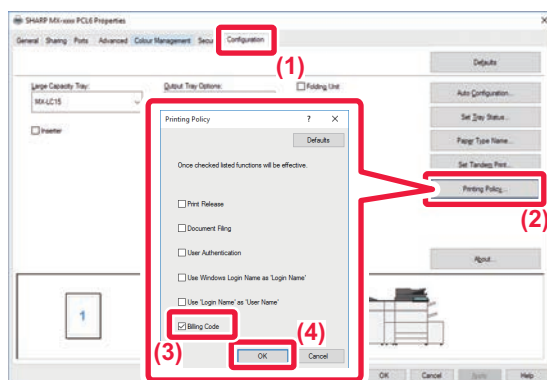 SHARP MX-xxxx PCL6 Properties
General Sharing Ports Advanced Colour Management Configuration
(1)
Defaults
Large Capacity Tray: Output Tray Options: Folding Unit
MX-LC15
Auto Configuration...
Inserter
Set Tray Status...
Paper Type Name...
Set Tandem Print...
Printing Policy...
(2)
About...
Printing Policy ? X
Defaults
Once checked listed functions will be effective.
Print Release
Document Filing
User Authentication
Use Windows Login Name as 'Login Name'
Use 'Login Name' as 'User Name'
Billing Code
(3)
(4)
OK Cancel
1
OK Cancel Apply Help